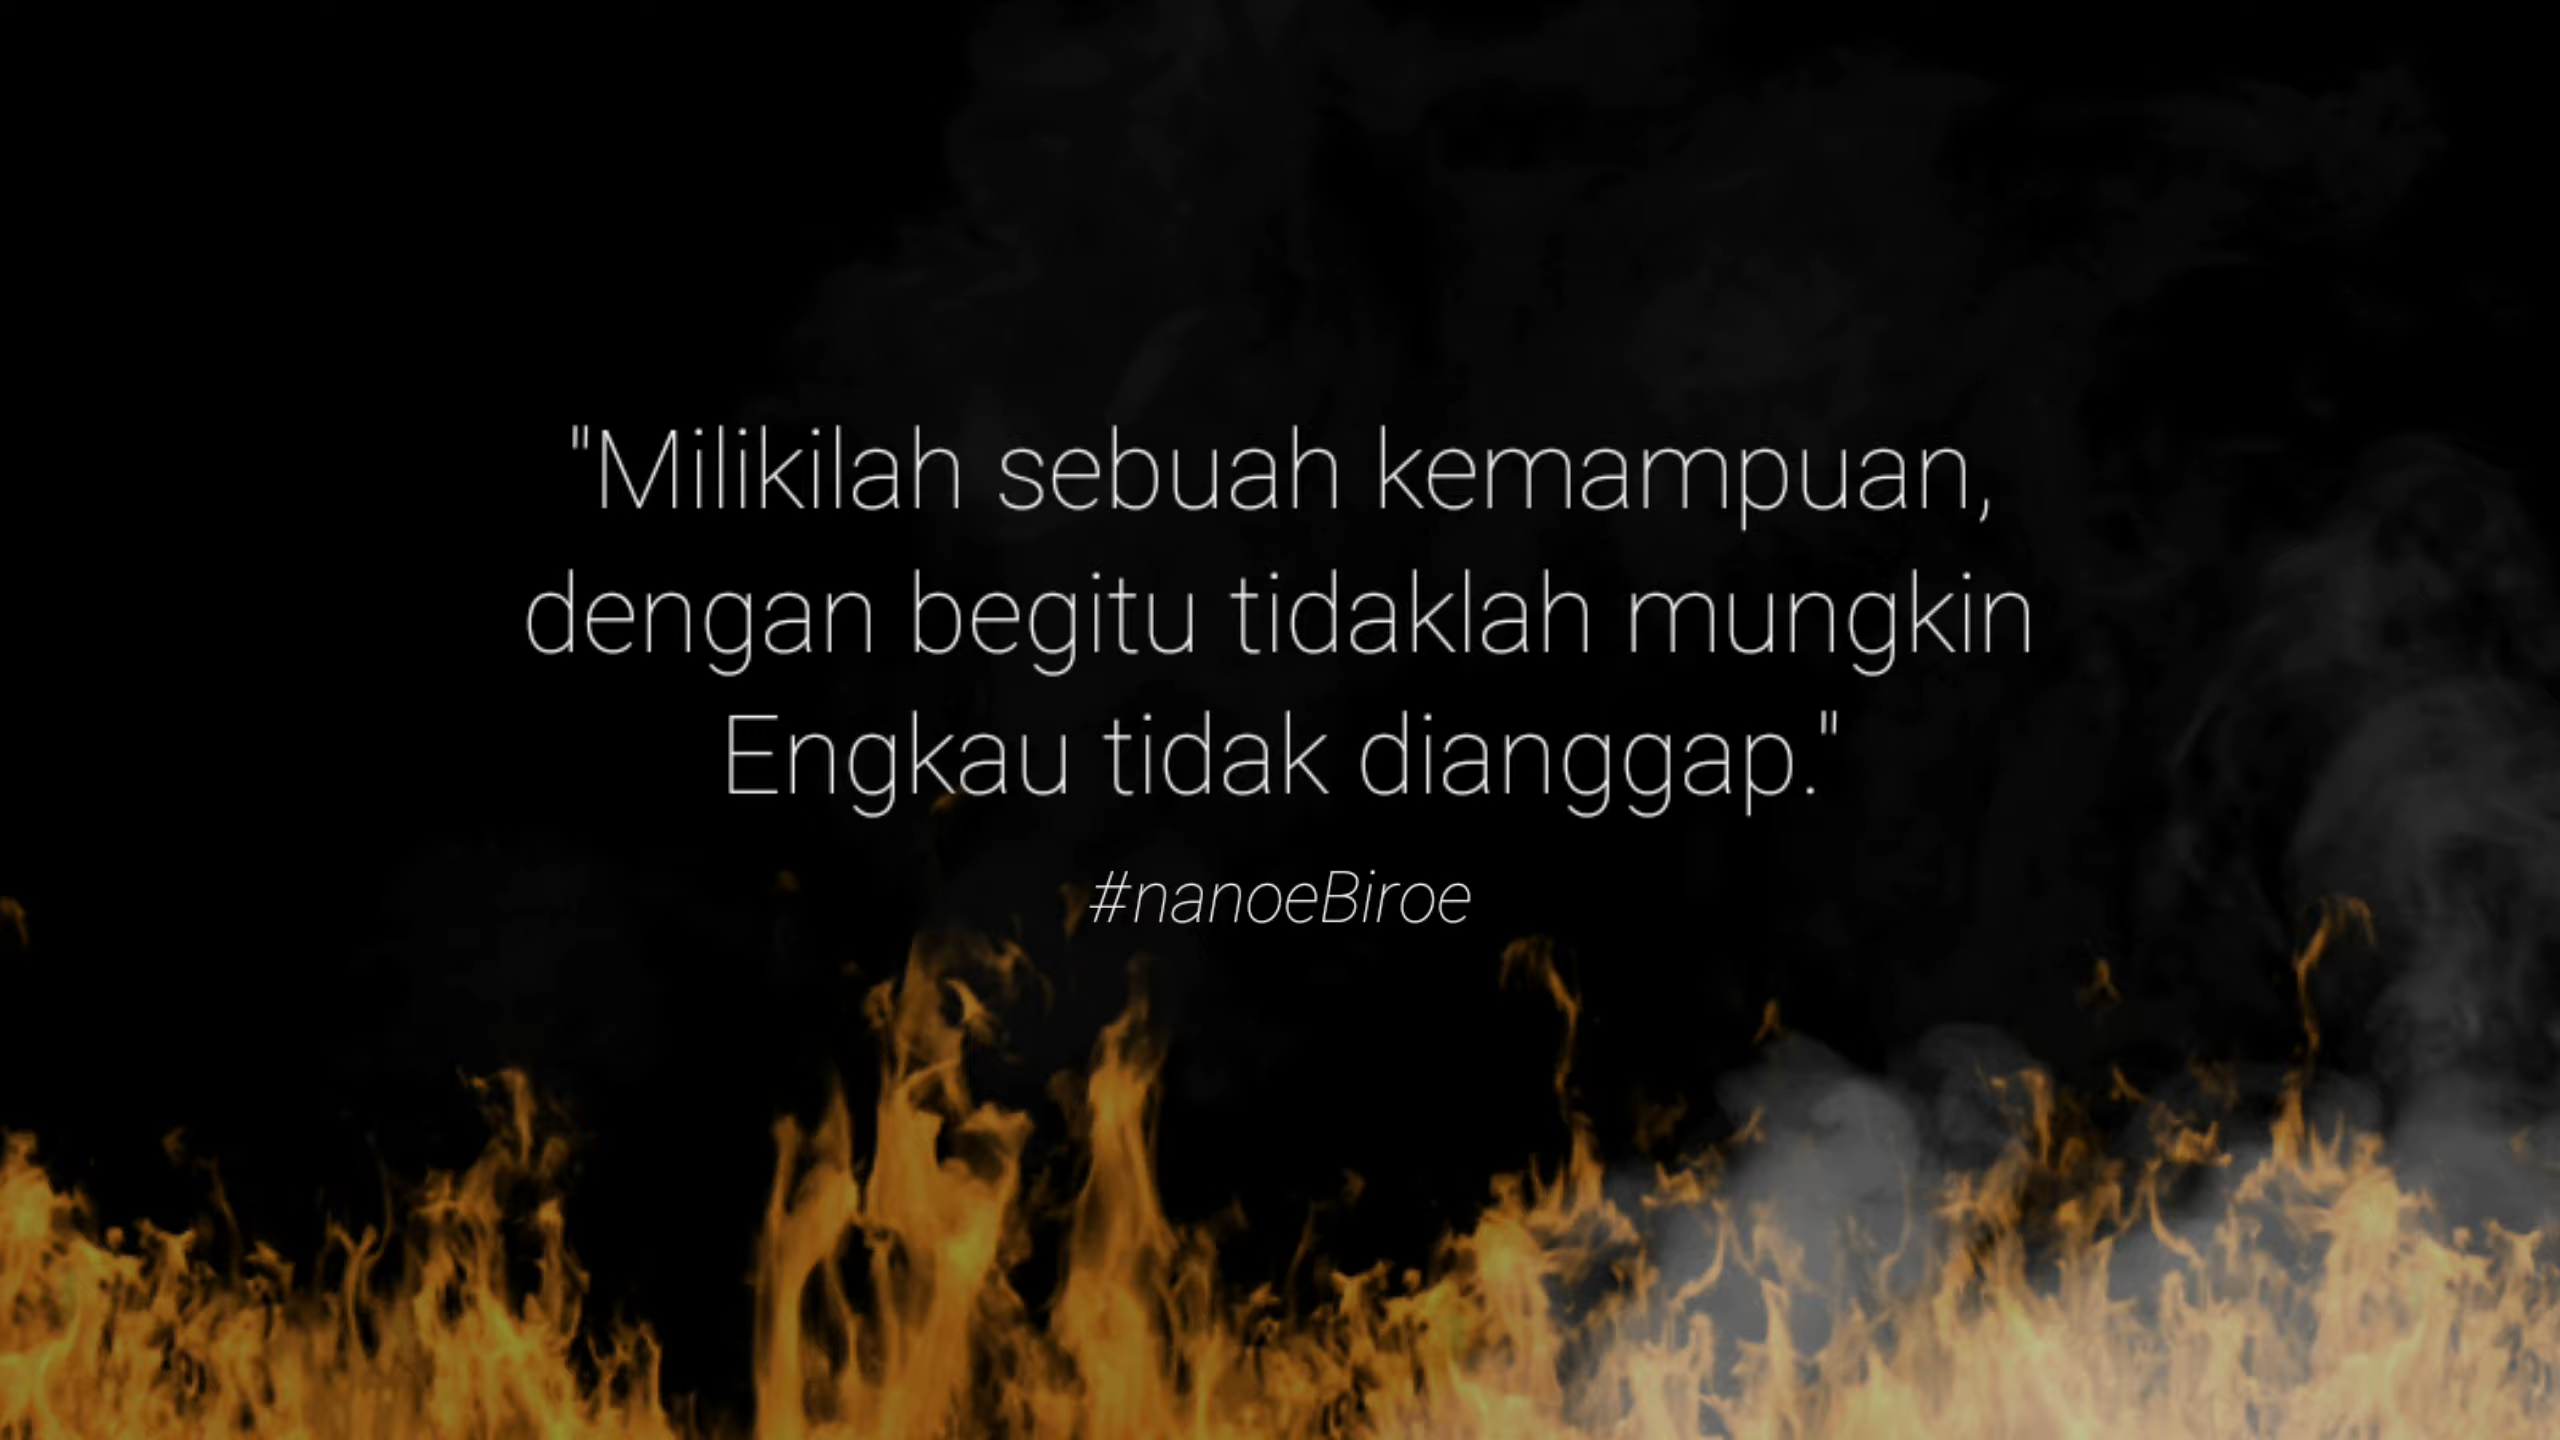 "Milikilah sebuah kemampuan,
dengan begitu tidaklah mungkin
Engkau tidak dianggap."
#nanoeBiroe